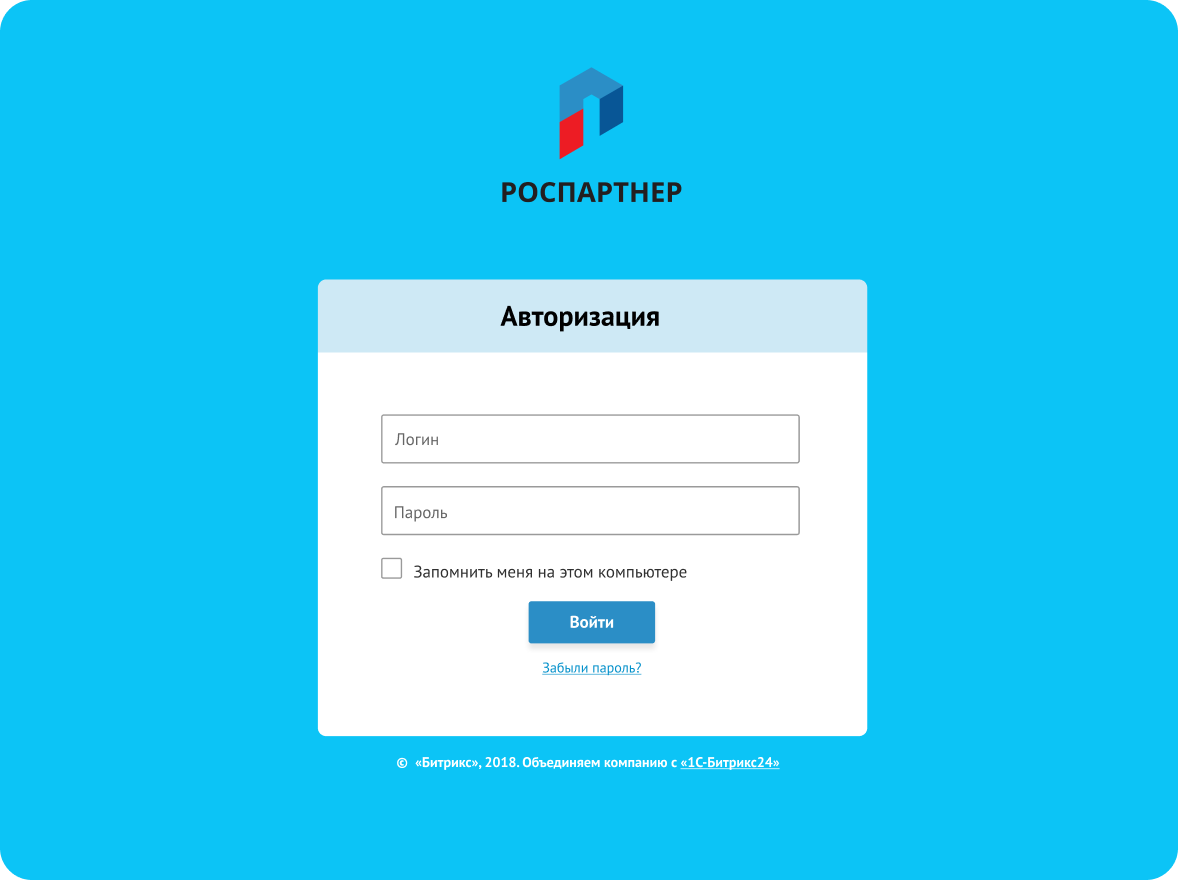 РОСПАРТНЕР
Авторизация
Логин
Пароль
Запомнить меня на этом компьютере
Войти
Забыли пароль?
© «Битрикс», 2018. Объединяем компанию с «1С-Битрикс24»